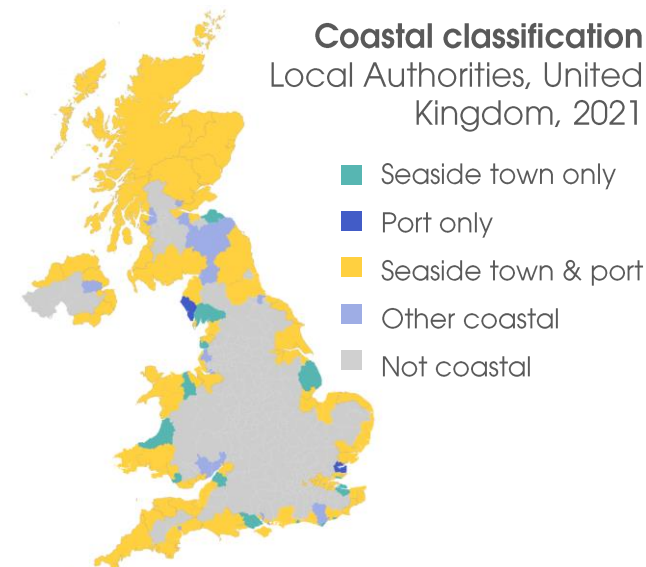 Coastal classification
Local Authorities, United
Kingdom, 2021
Seaside town only
Port only
Seaside town & port
Other coastal
Not coastal